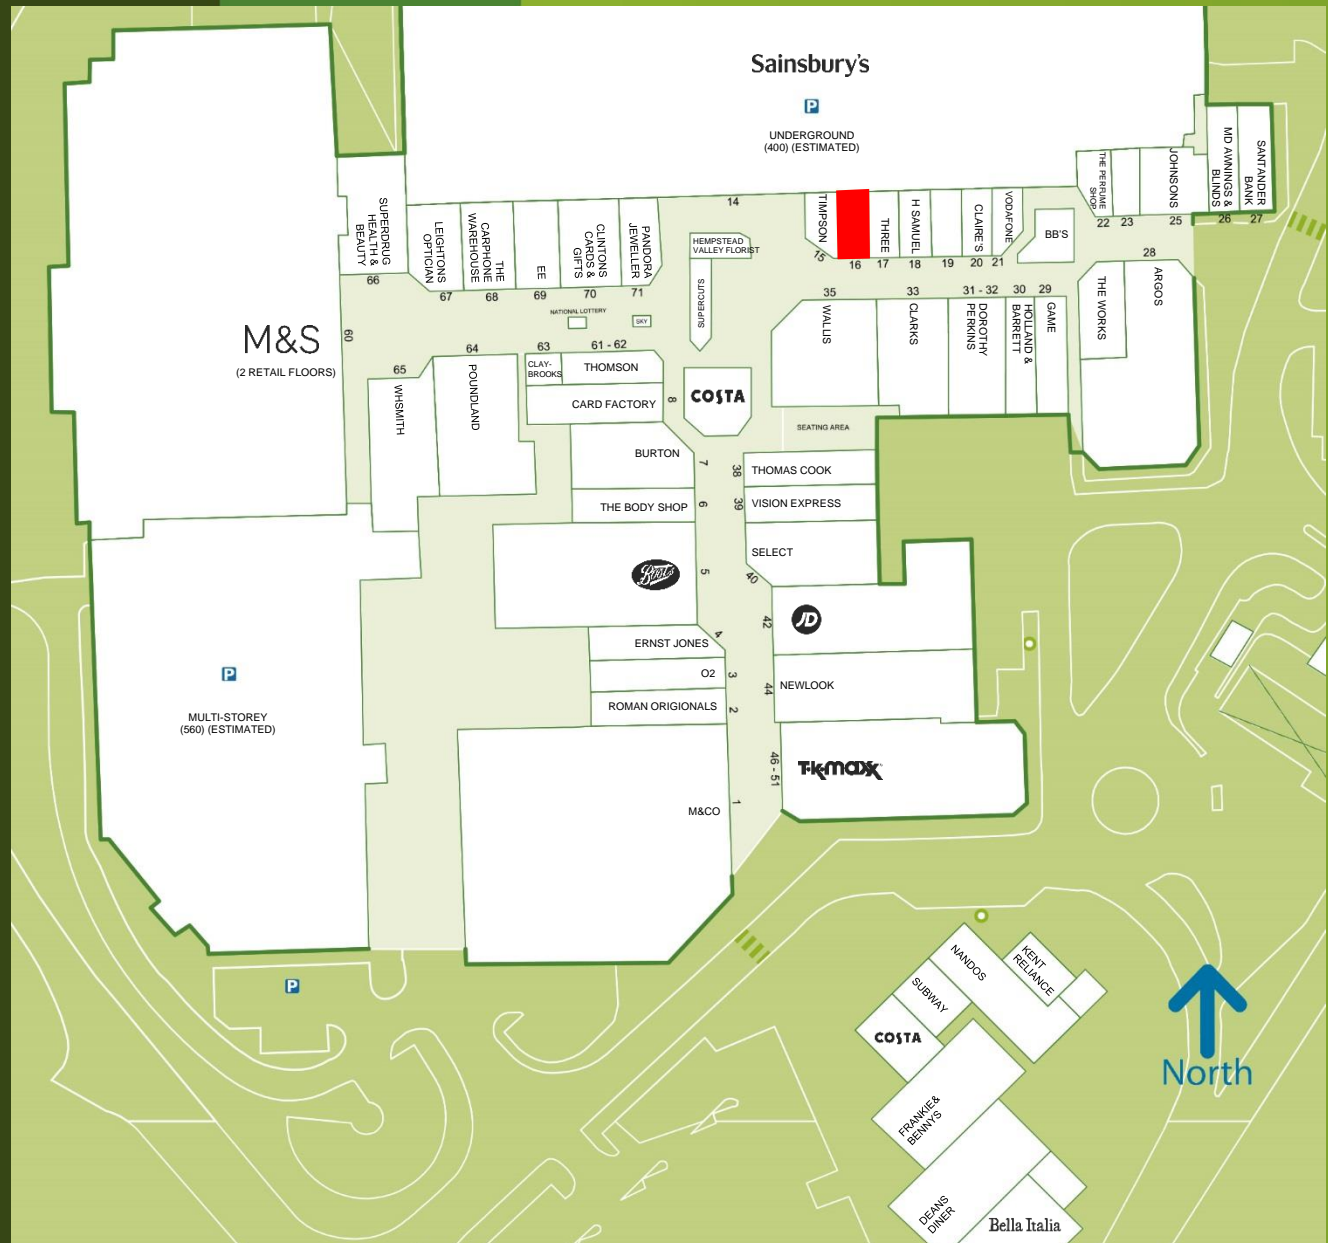 Sainsbury's
P
UNDERGROUND
(400) (ESTIMATED)
M&S
(2 RETAIL FLOORS)
60
SUPERDRUG
HEALTH &
BEAUTY
66
LEIGHTONS
OPTICIAN
67
THE
CARPHONE
WAREHOUSE
68
EE
69
CLINTONS
CARDS &
GIFTS
70
PANDORA
JEWELLER
71
14
HEMPSTEAD
VALLEY FLORIST
SUPERCUTS
NATIONAL LOTTERY
SKY
TIMPSON
15
16
THREE
17
H SAMUEL
18
19
CLAIRE'S
20
VODAFONE
21
BB'S
THE PERFUME
SHOP
22
23
JOHNSONS
25
MD AWNINGS &
BLINDS
26
SANTANDER
BANK
27
28
ARGOS
THE WORKS
29
GAME
30
HOLLAND &
BARRETT
31 - 32
DOROTHY
PERKINS
33
CLARKS
35
WALLIS
SEATING AREA
65
WHSMITH
64
POUNDLAND
63
CLAY-
BROOKS
61 - 62
THOMSON
CARD FACTORY
8
COSTA
BURTON
7
THE BODY SHOP
6
Boots
5
ERNST JONES
4
O2
3
ROMAN ORIGIONALS
2
M&CO
1
38
THOMAS COOK
39
VISION EXPRESS
SELECT
40
42
JD
44
NEWLOOK
46 - 51
T·K·maxx
P
MULTI-STOREY
(560) (ESTIMATED)
P
NANDOS
KENT
RELIANCE
SUBWAY
COSTA
FRANKIE&
BENNYS
DEANS
DINER
Bella Italia
North